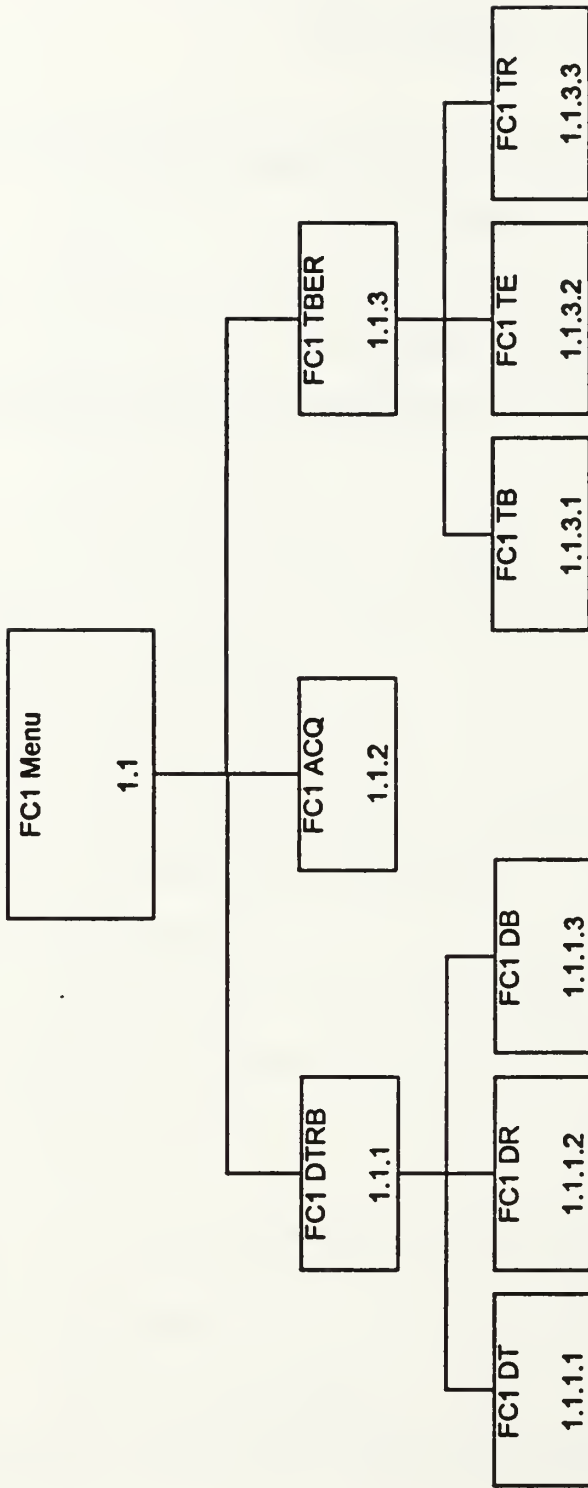 FC1 Menu
1.1
FC1 DTRB
1.1.1
FC1 ACQ
1.1.2
FC1 TBER
1.1.3
FC1 DT
1.1.1.1
FC1 DR
1.1.1.2
FC1 DB
1.1.1.3
FC1 TB
1.1.3.1
FC1 TE
1.1.3.2
FC1 TR
1.1.3.3